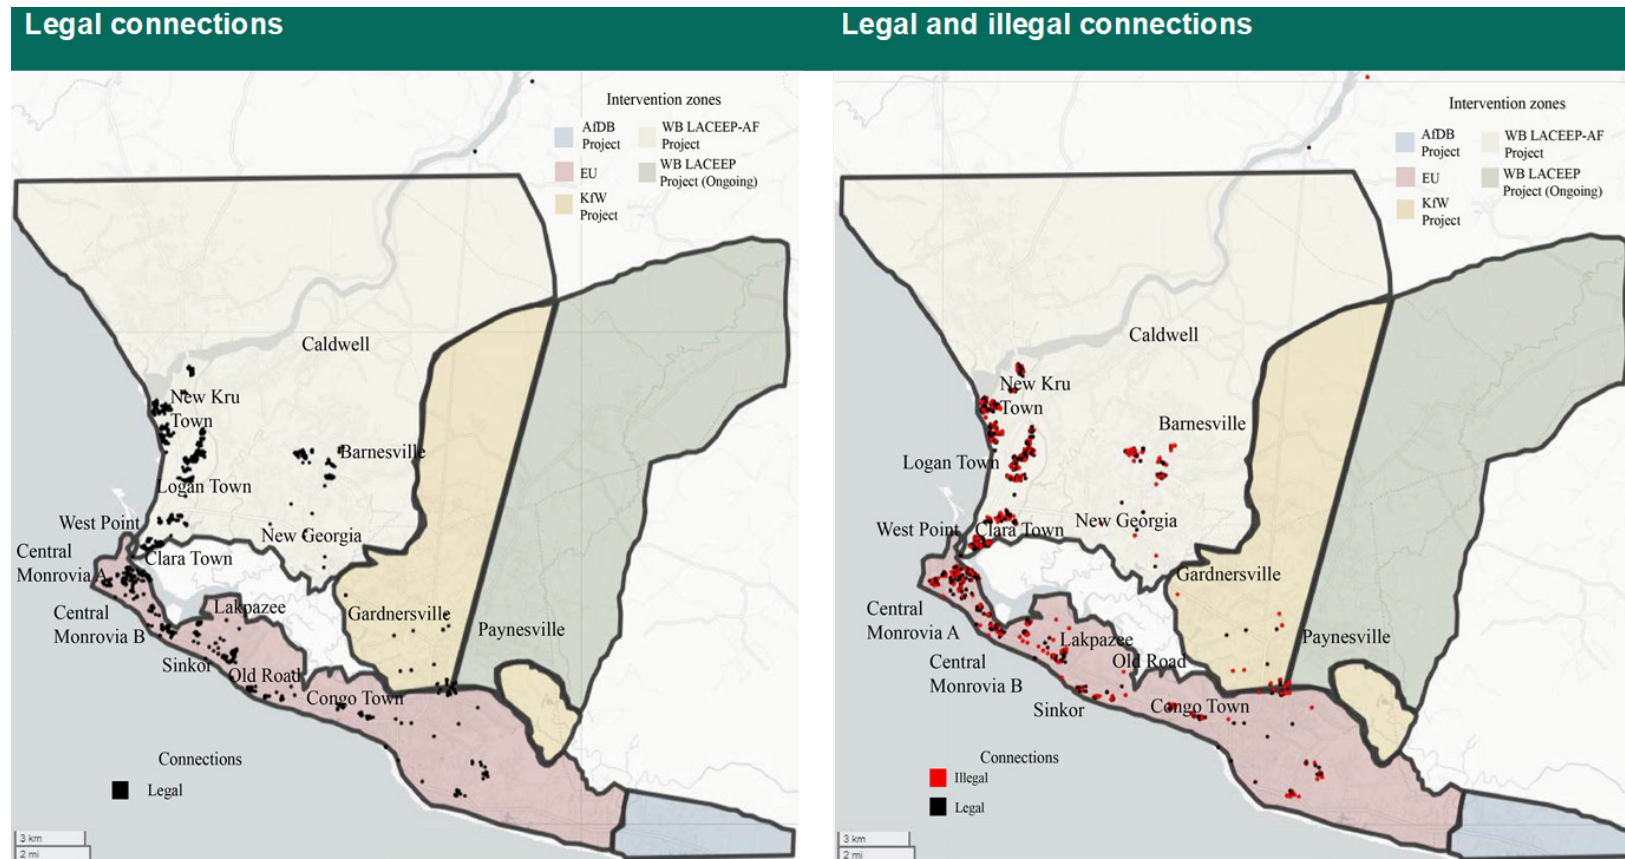 Legal connections
Intervention zones
AfDB
Project
WB LACEEP-AF
Project
EU
WB LACEEP
Project (Ongoing)
KfW
Project
Caldwell
New Kru
Town
Barnesville
Logan Town
West Point
New Georgia
Central
Monrovia A
Clara Town
Central
Monrovia B
Lakpazee
Gardnersville
Paynesville
Sinkor
Old Road
Congo Town
Connections
Legal
3 km
2 mi
Legal and illegal connections
Intervention zones
AfDB
Project
WB LACEEP-AF
Project
EU
WB LACEEP
Project (Ongoing)
KfW
Project
Caldwell
New Kru
Town
Barnesville
Logan Town
West Point
Clara Town
New Georgia
Gardnersville
Central
Monrovia A
Lakpazee
Paynesville
Central
Monrovia B
Old Road
Sinkor
Congo Town
Connections
Illegal
Legal
3 km
2 mi